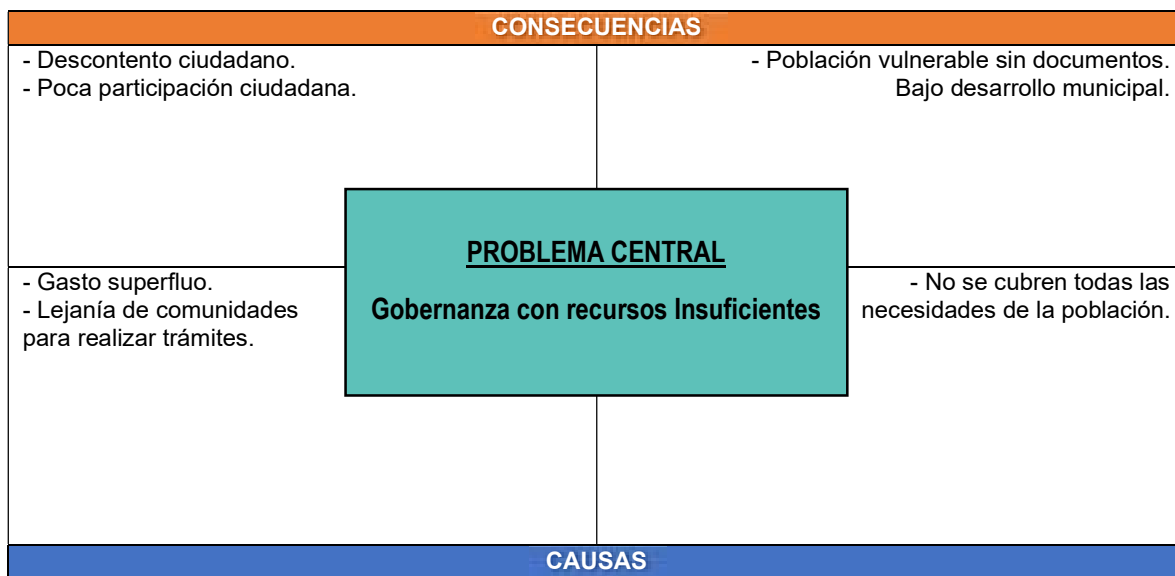 CONSECUENCIAS
- Descontento ciudadano.
- Poca participación ciudadana.
- Población vulnerable sin documentos.
Bajo desarrollo municipal.
PROBLEMA CENTRAL
Gobernanza con recursos Insuficientes
- Gasto superfluo.
- Lejanía de comunidades
para realizar trámites.
- No se cubren todas las
necesidades de la población.
CAUSAS